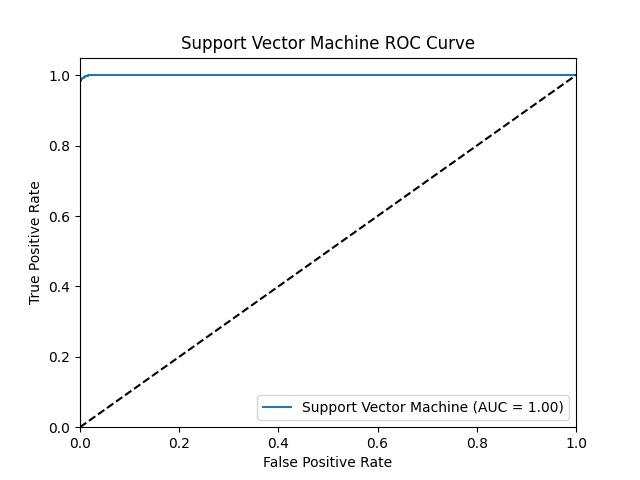 Support Vector Machine ROC Curve
True Positive Rate
1.0
0.8
0.6
0.4
0.2
0.0
Support Vector Machine (AUC = 1.00)
0.0 0.2 0.4 0.6 0.8 1.0
False Positive Rate